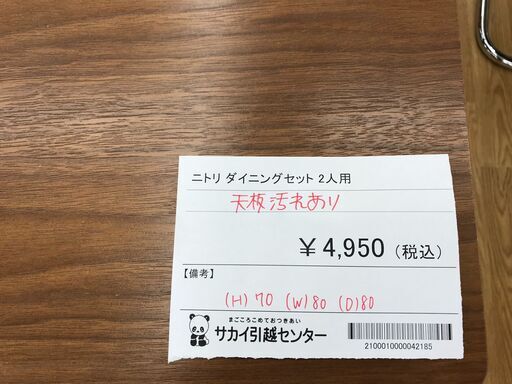 ニトリ ダイニングセット 2人用
天板汚れあり
￥4,950（税込）
【備考】
(H) 70 (W) 80 (D) 80
まごころこめておつきあい
サカイ引越センター
2100010000042185